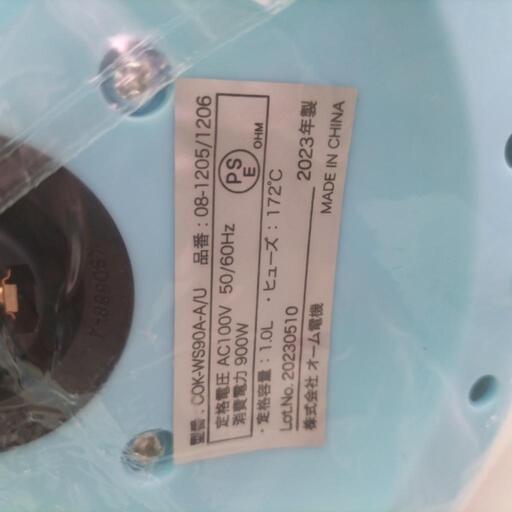 型番：COK-WS90A-A/U 品番：08-1205/1206
定格電圧 AC100V 50/60Hz
消費電力 900W
PS
E
OHM
・定格容量：1.0L ・ヒューズ：172℃
Lot.No. 20230510 2023年製
株式会社 オーム電機 MADE IN CHINA